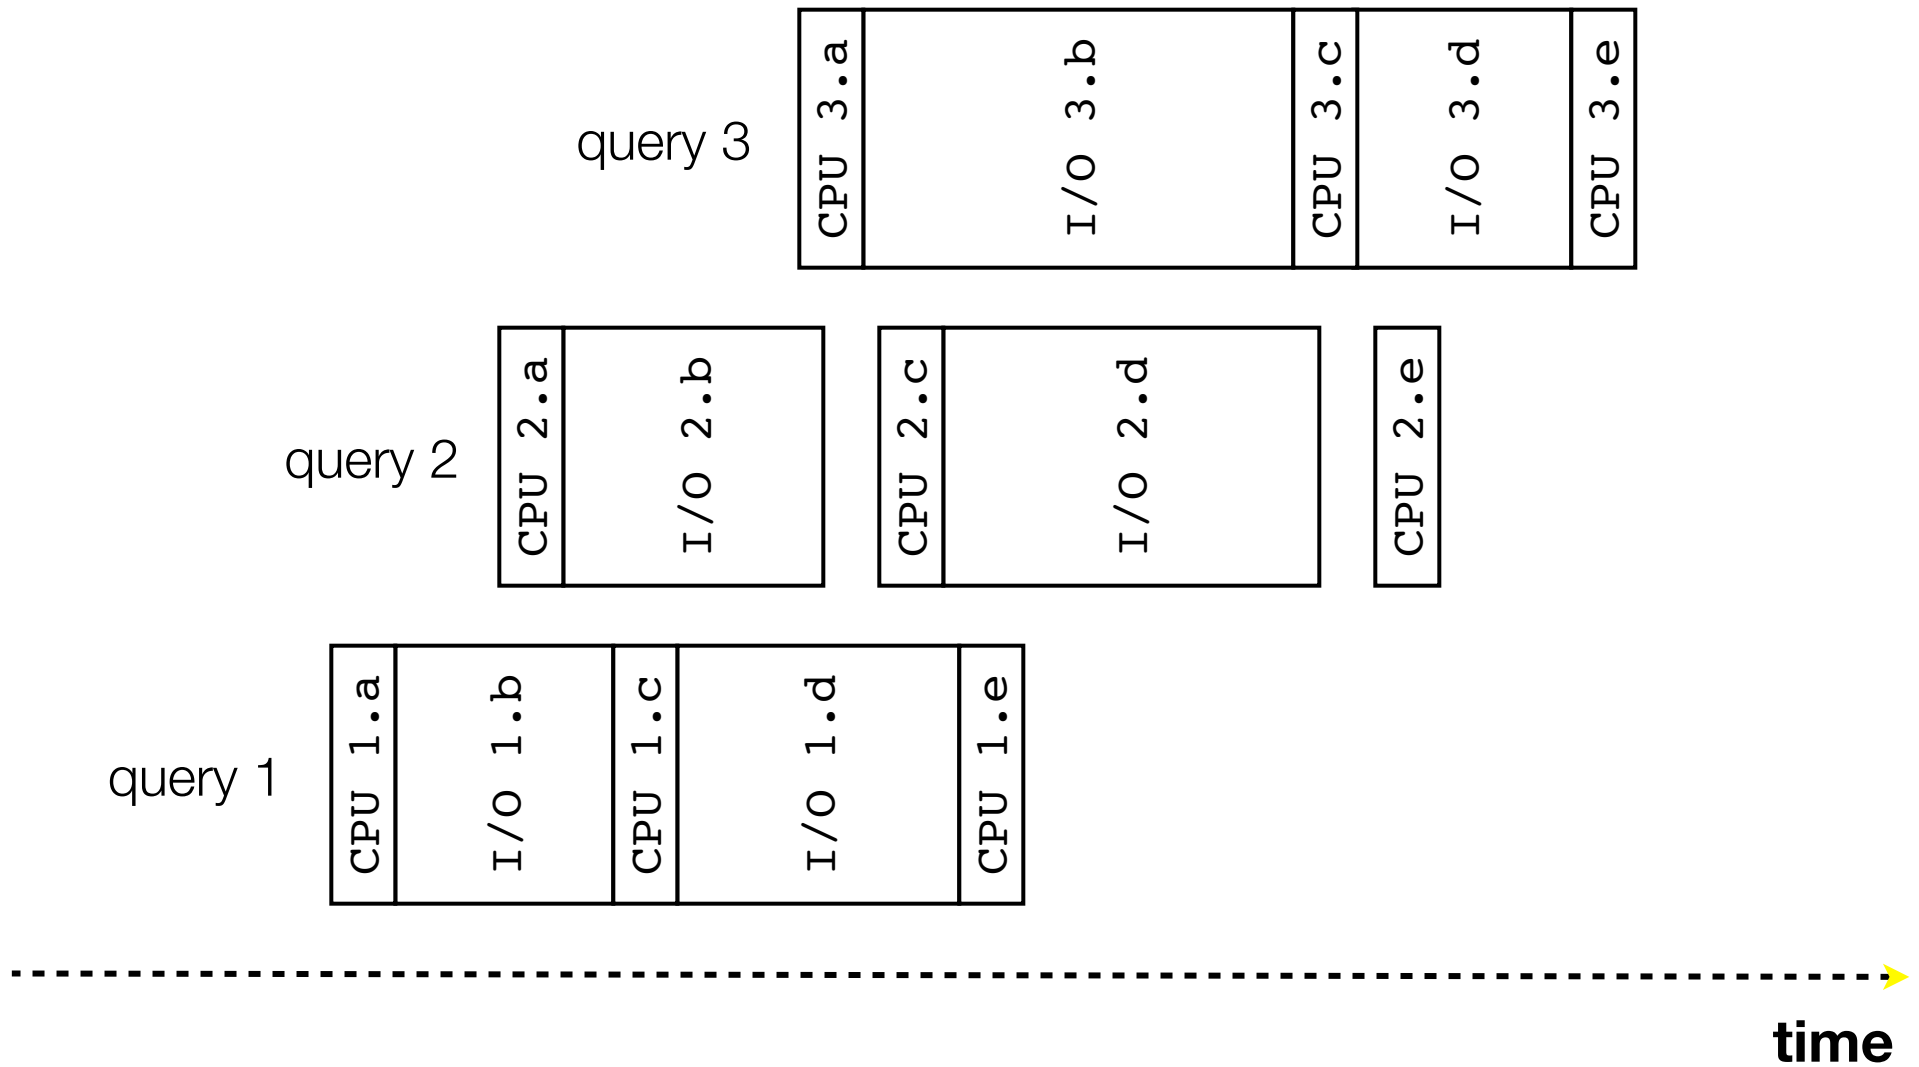 query 3
CPU 3.a
I/O 3.b
CPU 3.c
I/O 3.d
CPU 3.e
query 2
CPU 2.a
I/O 2.b
CPU 2.c
I/O 2.d
CPU 2.e
query 1
CPU 1.a
I/O 1.b
CPU 1.c
I/O 1.d
CPU 1.e
time